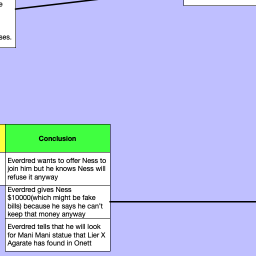 ses.
Conclusion
Everdred wants to offer Ness to
join him but he knows Ness will
refuse it anyway
Everdred gives Ness
$10000(which might be fake
bills) because he says he can't
keep that money anyway
Everdred tells that he will look
for Mani Mani statue that Lier X
Agarate has found in Onett